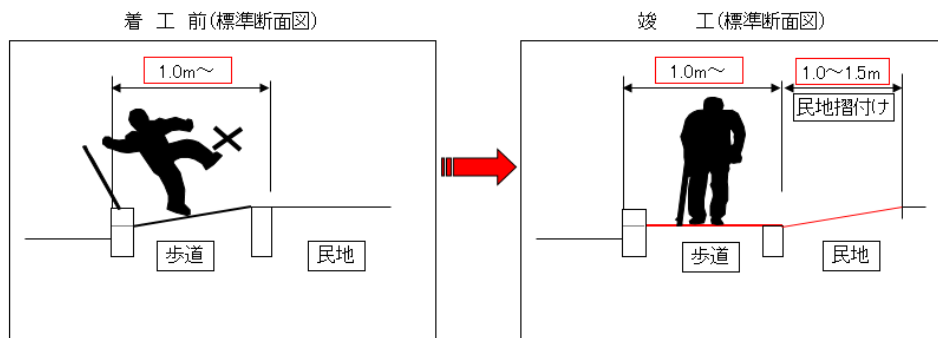 着 工 前(標準断面図)
1.0m～
歩道
民地
竣 工(標準断面図)
1.0m～
1.0～1.5m
民地摺付け
歩道
民地